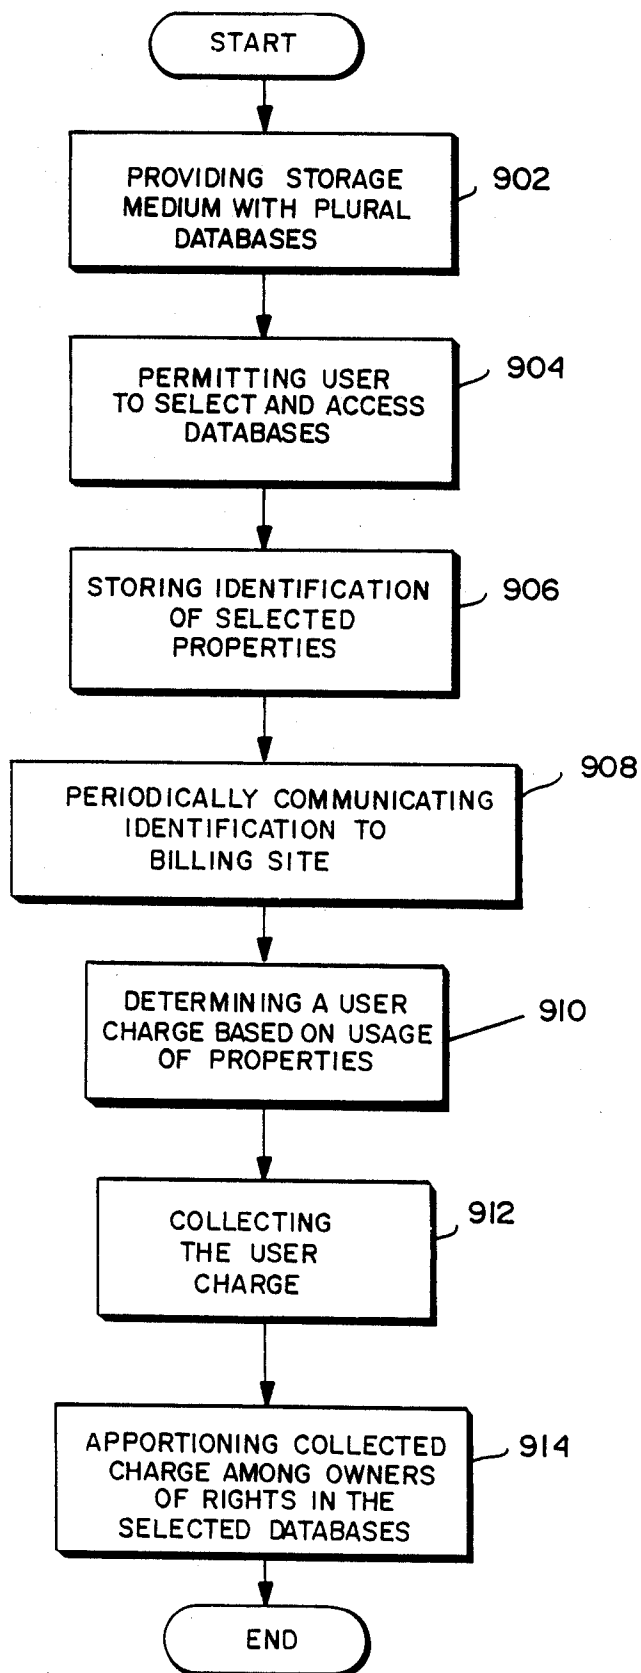 START
PROVIDING STORAGE
MEDIUM WITH PLURAL
DATABASES
902
PERMITTING USER
TO SELECT AND ACCESS
DATABASES
904
STORING IDENTIFICATION
OF SELECTED
PROPERTIES
906
PERIODICALLY COMMUNICATING
IDENTIFICATION TO
BILLING SITE
908
DETERMINING A USER
CHARGE BASED ON USAGE
OF PROPERTIES
910
COLLECTING
THE USER
CHARGE
912
APPORTIONING COLLECTED
CHARGE AMONG OWNERS
OF RIGHTS IN THE
SELECTED DATABASES
914
END